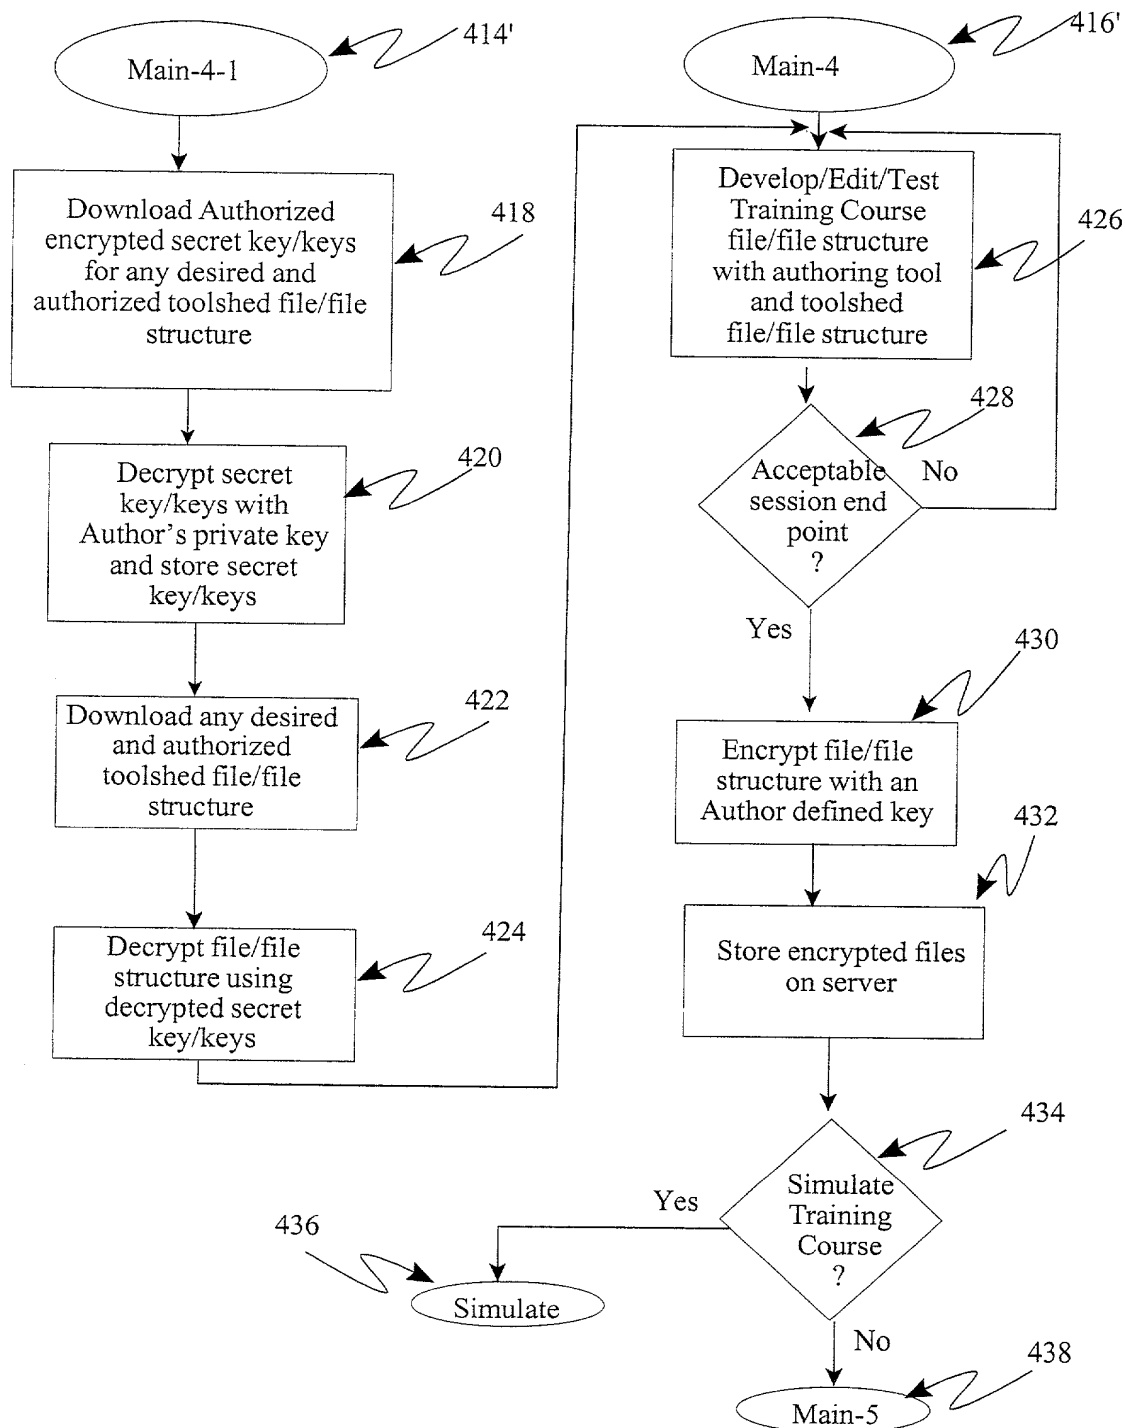 Main-4-1
414'
Download Authorized
encrypted secret key/keys
for any desired and
authorized toolshed file/file
structure
418
Decrypt secret
key/keys with
Author's private key
and store secret
key/keys
420
Download any desired
and authorized
toolshed file/file
structure
422
Decrypt file/file
structure using
decrypted secret
key/keys
424
Main-4
416'
Develop/Edit/Test
Training Course
file/file structure
with authoring tool
and toolshed
file/file structure
426
428
Acceptable
session end
point
?
No
Yes
430
Encrypt file/file
structure with an
Author defined key
432
Store encrypted files
on server
434
Simulate
Training
Course
?
Yes
436
Simulate
No
438
Main-5